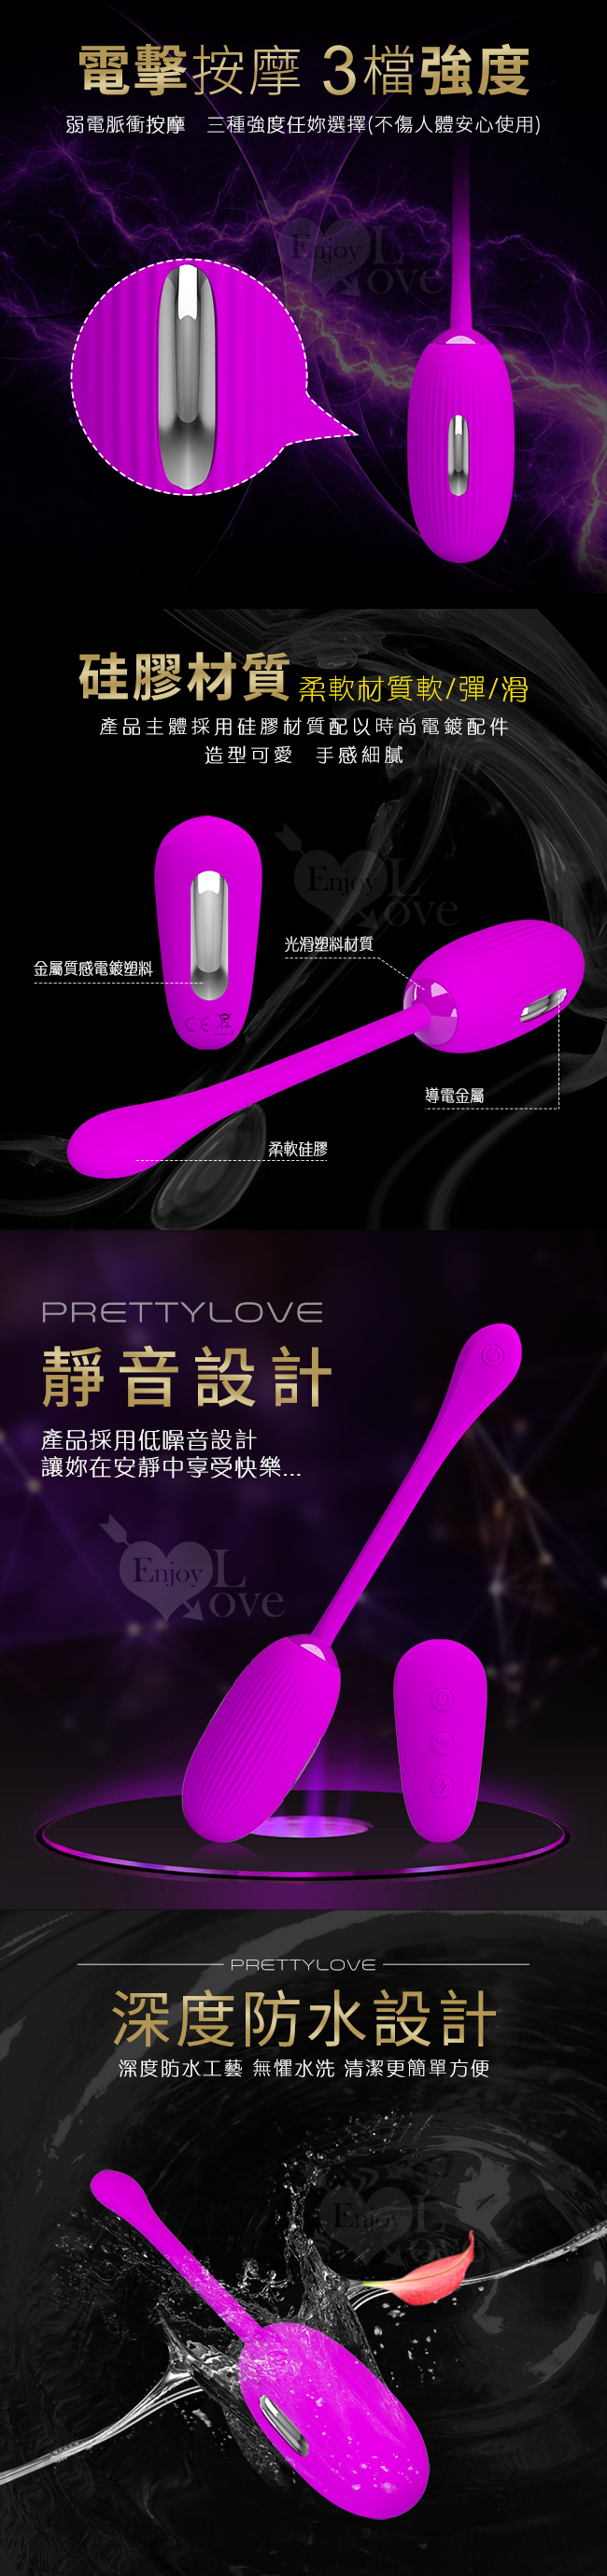 電擊按摩 3檔強度
弱電脈衝按摩 三種強度任妳選擇(不傷人體安心使用)
Enjoy Love
硅膠材質 柔軟材質軟/彈/滑
產品主體採用硅膠材質配以時尚電鍍配件
造型可愛 手感細膩
Enjoy Love
光滑塑料材質
金屬質感電鍍塑料
CE
導電金屬
柔軟硅膠
PRETTYLOVE
靜音設計
產品採用低噪音設計
讓妳在安靜中享受快樂...
Enjoy Love
PRETTYLOVE
深度防水設計
深度防水工藝 無懼水洗 清潔更簡單方便
Enjoy Love